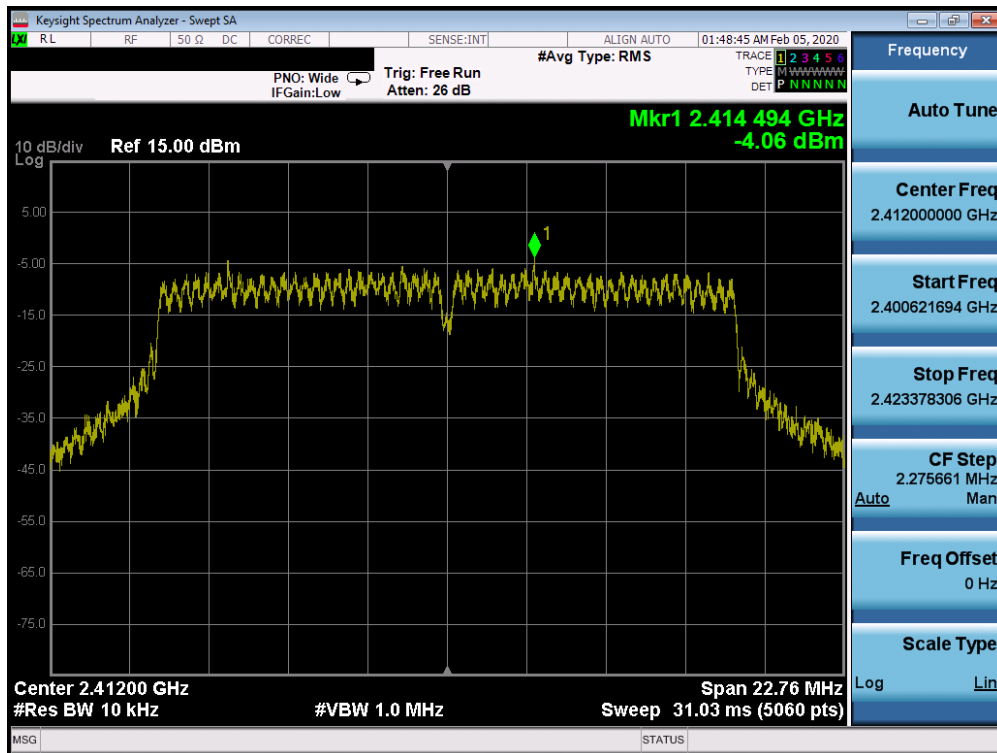 Keysight Spectrum Analyzer - Swept SA
LXI RL RF 50 Ω DC CORREC SENSE:INT ALIGN AUTO 01:48:45 AM Feb 05, 2020
PNO: Wide
IFGain:Low
Trig: Free Run
Atten: 26 dB
#Avg Type: RMS
TRACE 1 2 3 4 5 6
TYPE M WWWWW
DET P N N N N N
Mkr1 2.414 494 GHz
-4.06 dBm
10 dB/div
Log
Ref 15.00 dBm
1
5.00
-5.00
-15.0
-25.0
-35.0
-45.0
-55.0
-65.0
-75.0
Center 2.41200 GHz
Span 22.76 MHz
#Res BW 10 kHz
#VBW 1.0 MHz
Sweep 31.03 ms (5060 pts)
MSG
STATUS
Frequency
Auto Tune
Center Freq
2.412000000 GHz
Start Freq
2.400621694 GHz
Stop Freq
2.423378306 GHz
CF Step
2.275661 MHz
Auto Man
Freq Offset
0 Hz
Scale Type
Log Lin